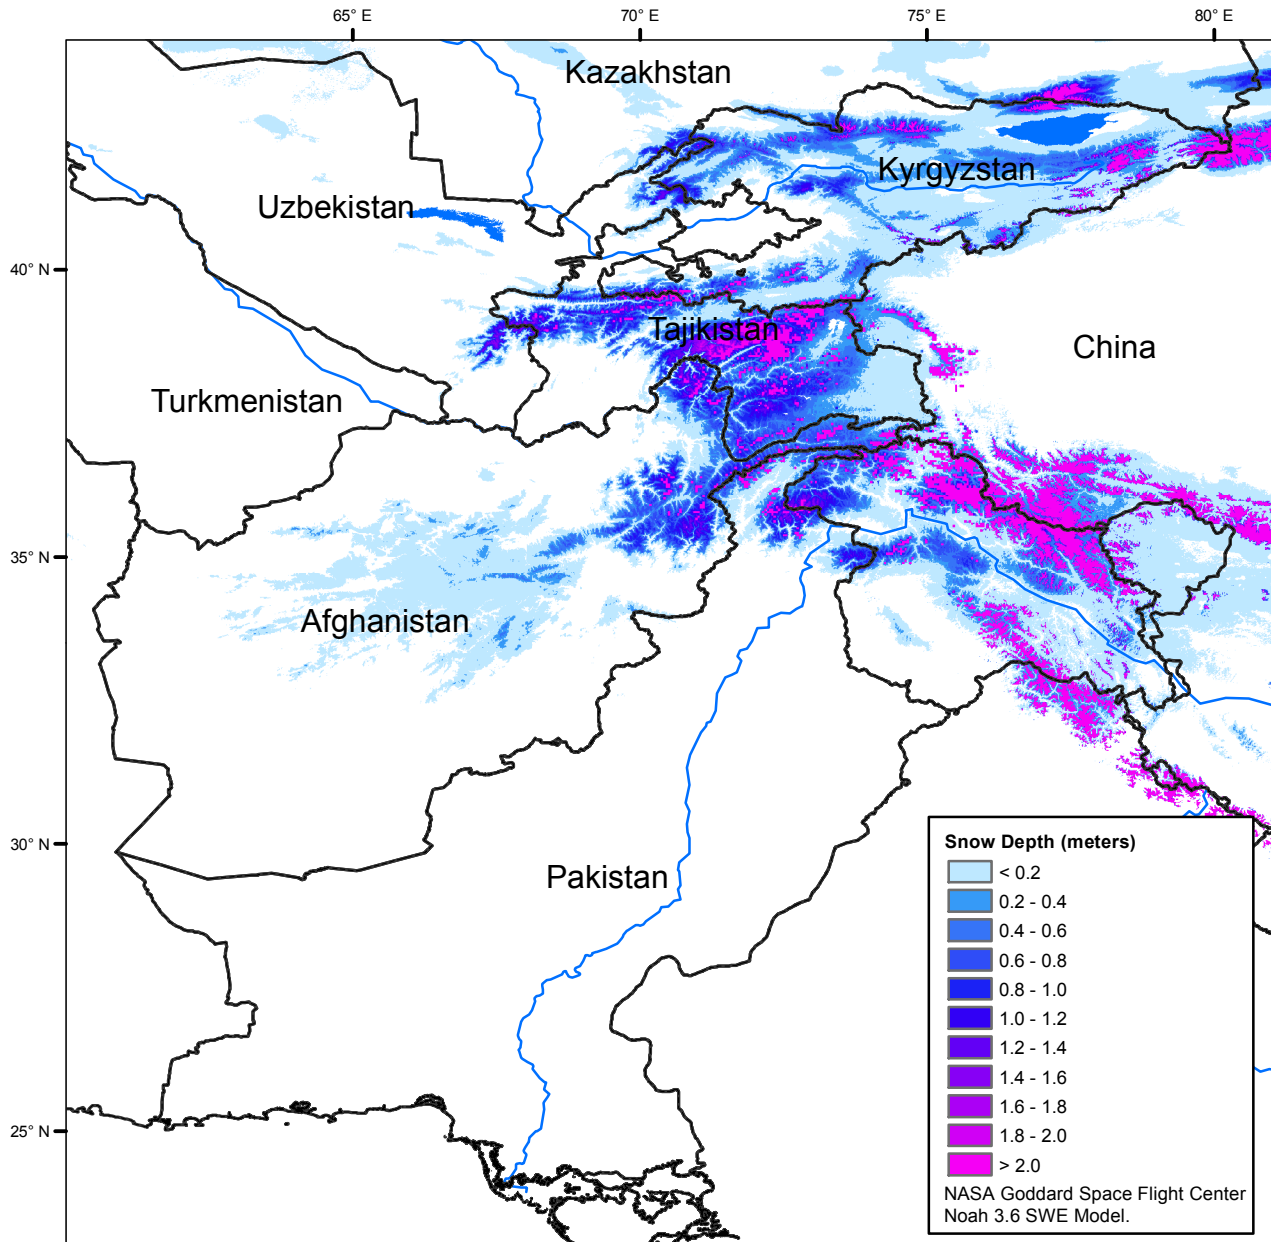 65° E
70° E
75° E
80° E
Kazakhstan
Kyrgyzstan
Uzbekistan
40° N
Tajikistan
China
Turkmenistan
35° N
Afghanistan
30° N
Pakistan
25° N
Snow Depth (meters)
< 0.2
0.2 - 0.4
0.4 - 0.6
0.6 - 0.8
0.8 - 1.0
1.0 - 1.2
1.2 - 1.4
1.4 - 1.6
1.6 - 1.8
1.8 - 2.0
> 2.0
NASA Goddard Space Flight Center
Noah 3.6 SWE Model.